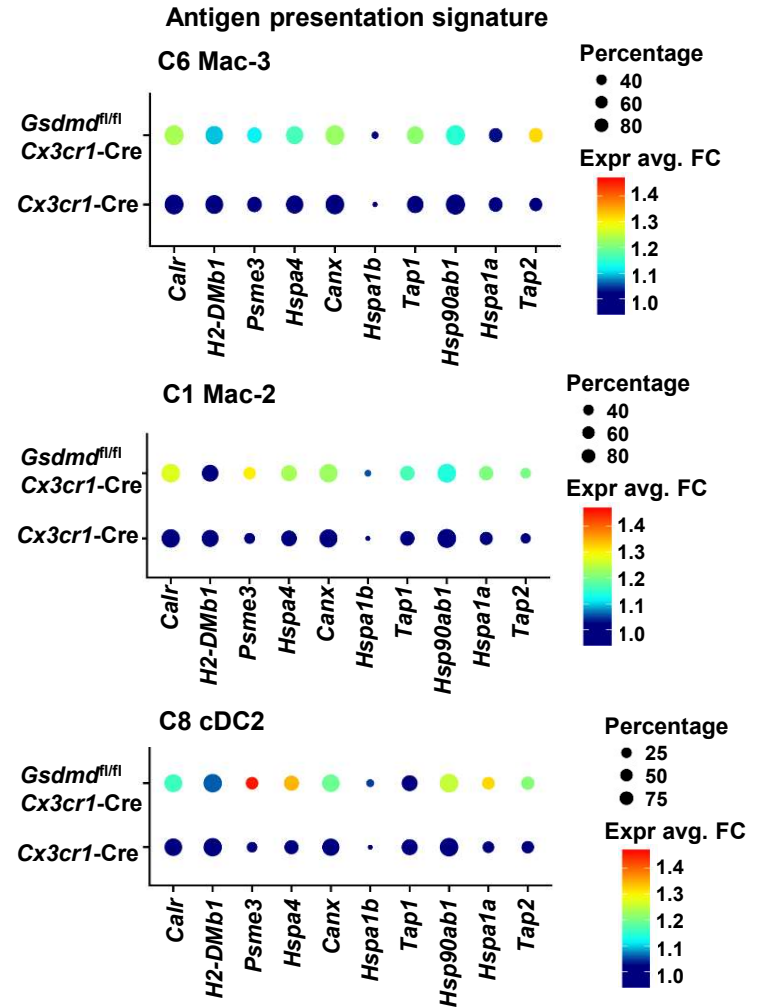 Antigen presentation signature
C6 Mac-3
Gsdmdfl/fl
Cx3cr1-Cre
Cx3cr1-Cre
Calr
H2-DMb1
Psme3
Hspa4
Canx
Hspa1b
Tap1
Hsp90ab1
Hspa1a
Tap2
Percentage
40
60
80
Expr avg. FC
1.4
1.3
1.2
1.1
1.0
C1 Mac-2
Gsdmdfl/fl
Cx3cr1-Cre
Cx3cr1-Cre
Calr
H2-DMb1
Psme3
Hspa4
Canx
Hspa1b
Tap1
Hsp90ab1
Hspa1a
Tap2
Percentage
40
60
80
Expr avg. FC
1.4
1.3
1.2
1.1
1.0
C8 cDC2
Gsdmdfl/fl
Cx3cr1-Cre
Cx3cr1-Cre
Calr
H2-DMb1
Psme3
Hspa4
Canx
Hspa1b
Tap1
Hsp90ab1
Hspa1a
Tap2
Percentage
25
50
75
Expr avg. FC
1.4
1.3
1.2
1.1
1.0